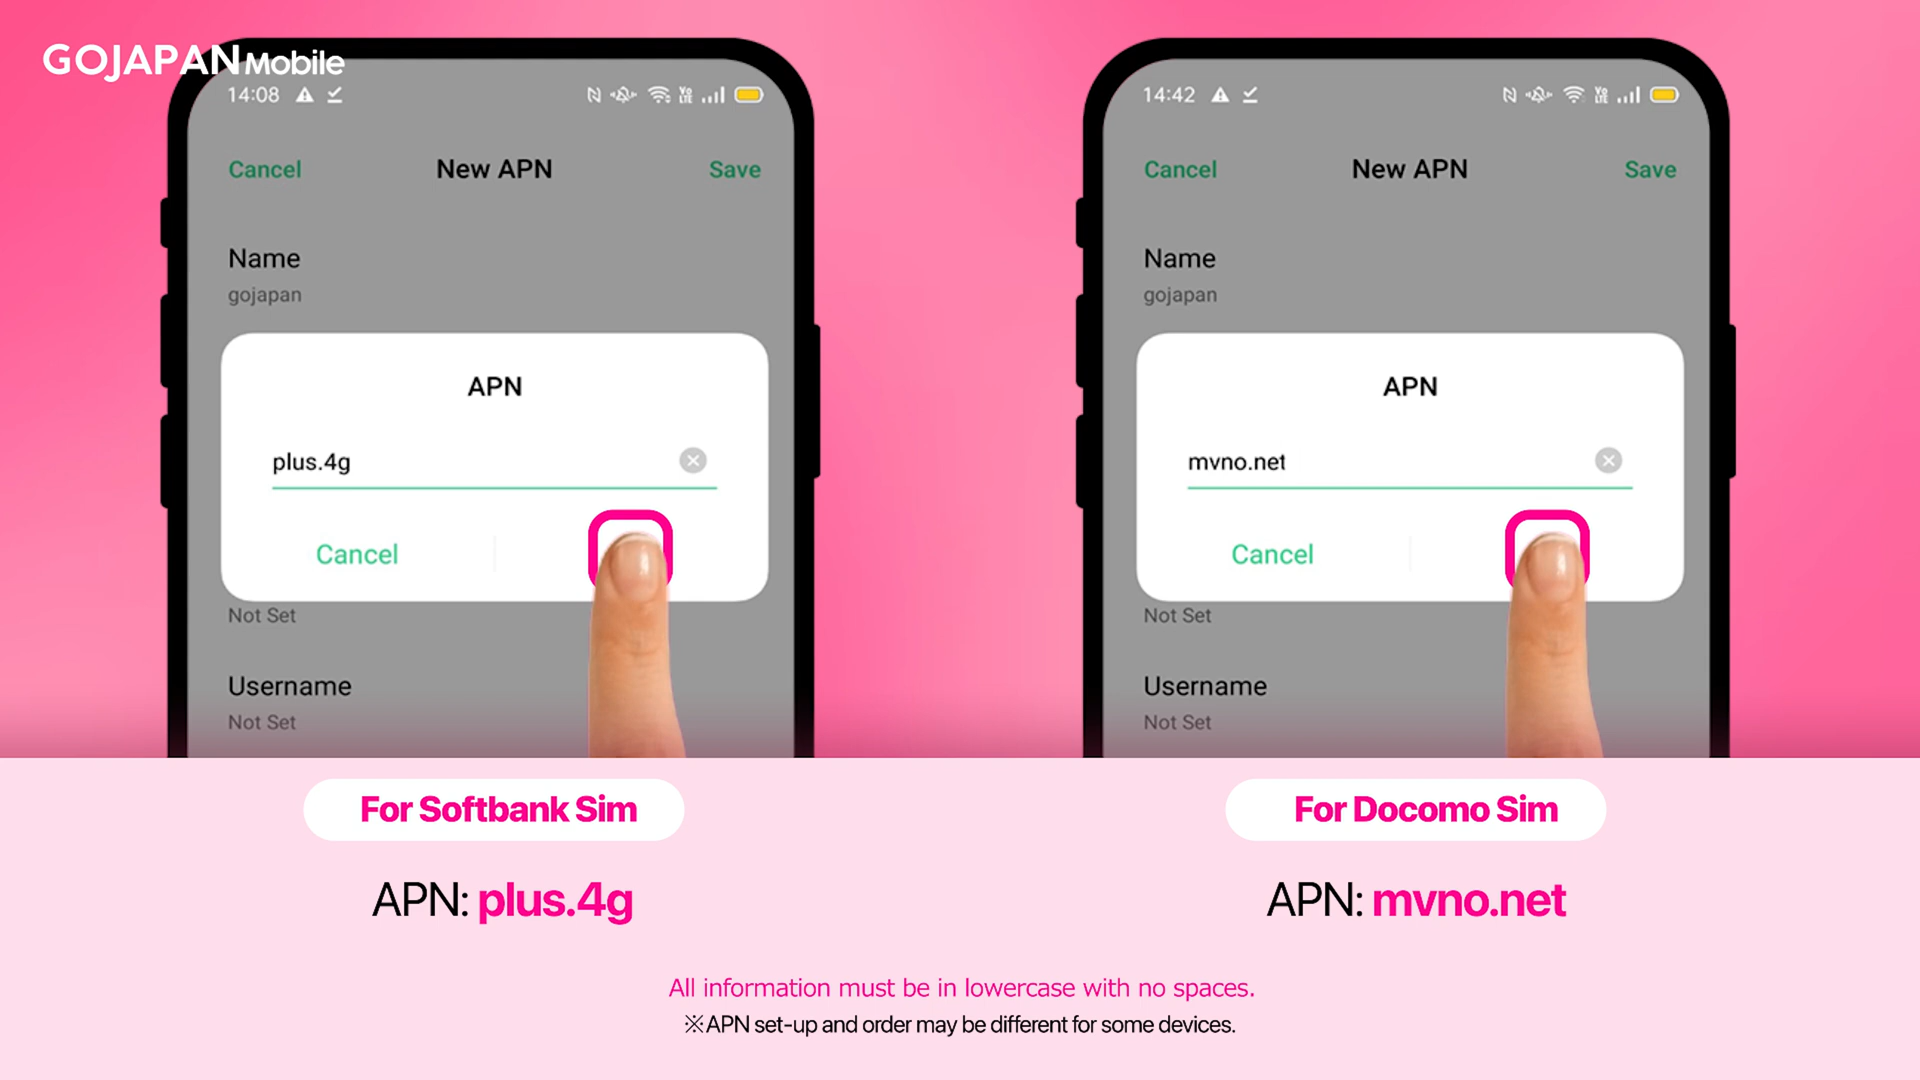 GOJAPAN Mobile
14:08
Cancel New APN Save
Name
gojapan
APN
plus.4g
Cancel
Not Set
Username
Not Set
14:42
Cancel New APN Save
Name
gojapan
APN
mvno.net
Cancel
Not Set
Username
Not Set
For Softbank Sim
APN: plus.4g
For Docomo Sim
APN: mvno.net
All information must be in lowercase with no spaces.
※APN set-up and order may be different for some devices.